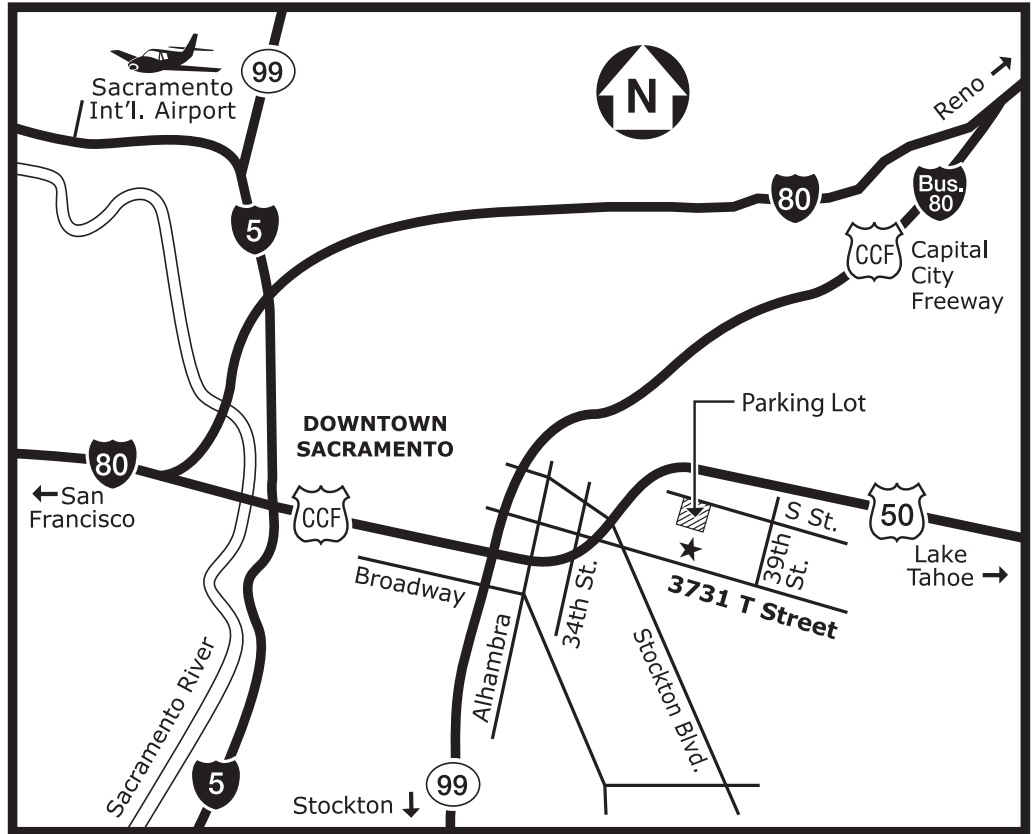 99
Sacramento
Int'l. Airport
N
Reno
5
80
Bus.
80
CCF
Capital
City
Freeway
Parking Lot
DOWNTOWN
SACRAMENTO
80
San
Francisco
CCF
50
S St.
39th
St.
Lake
Tahoe
Broadway
34th St.
3731 T Street
Alhambra
Stockton Blvd.
Sacramento River
5
99
Stockton